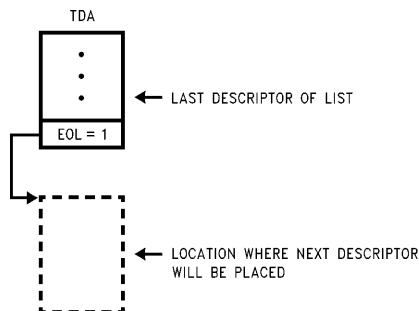 TDA
LAST DESCRIPTOR OF LIST
EOL = 1
LOCATION WHERE NEXT DESCRIPTOR
WILL BE PLACED